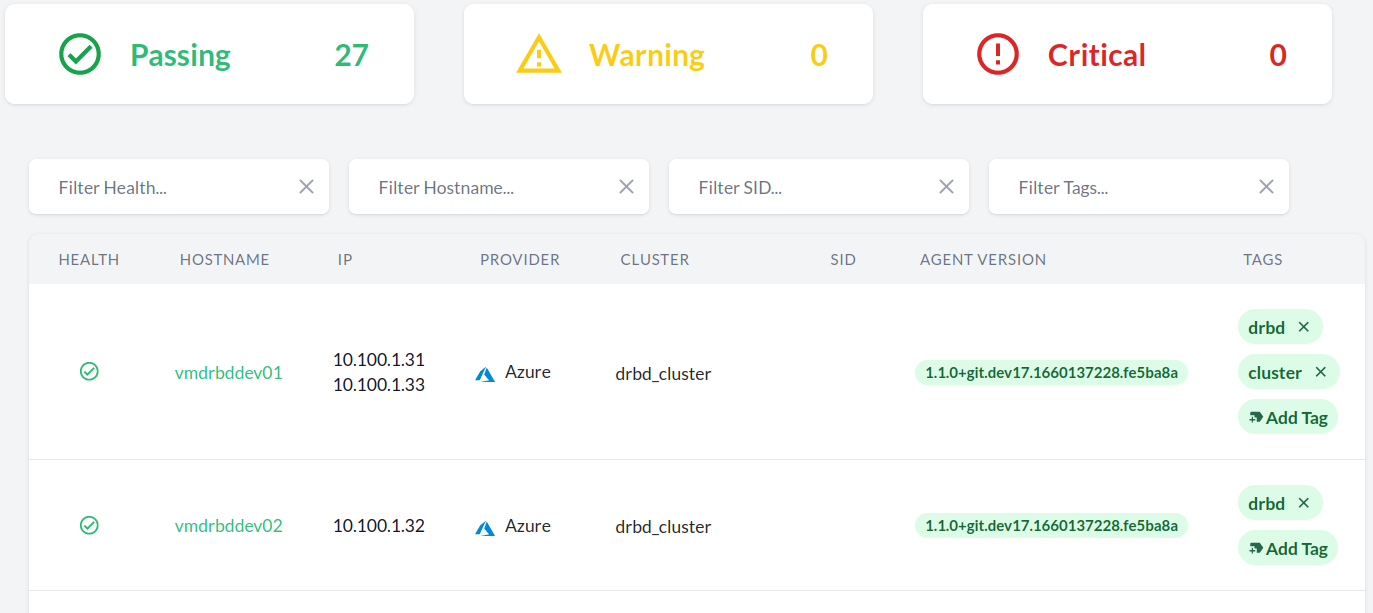 Passing 27
Warning 0
Critical 0
Filter Health...
Filter Hostname...
Filter SID...
Filter Tags...
HEALTH HOSTNAME IP PROVIDER CLUSTER SID AGENT VERSION TAGS
vmdrbddev01
10.100.1.31
10.100.1.33
Azure
drbd_cluster
1.1.0+git.dev17.1660137228.fe5ba8a
drbd
cluster
Add Tag
vmdrbddev02
10.100.1.32
Azure
drbd_cluster
1.1.0+git.dev17.1660137228.fe5ba8a
drbd
Add Tag